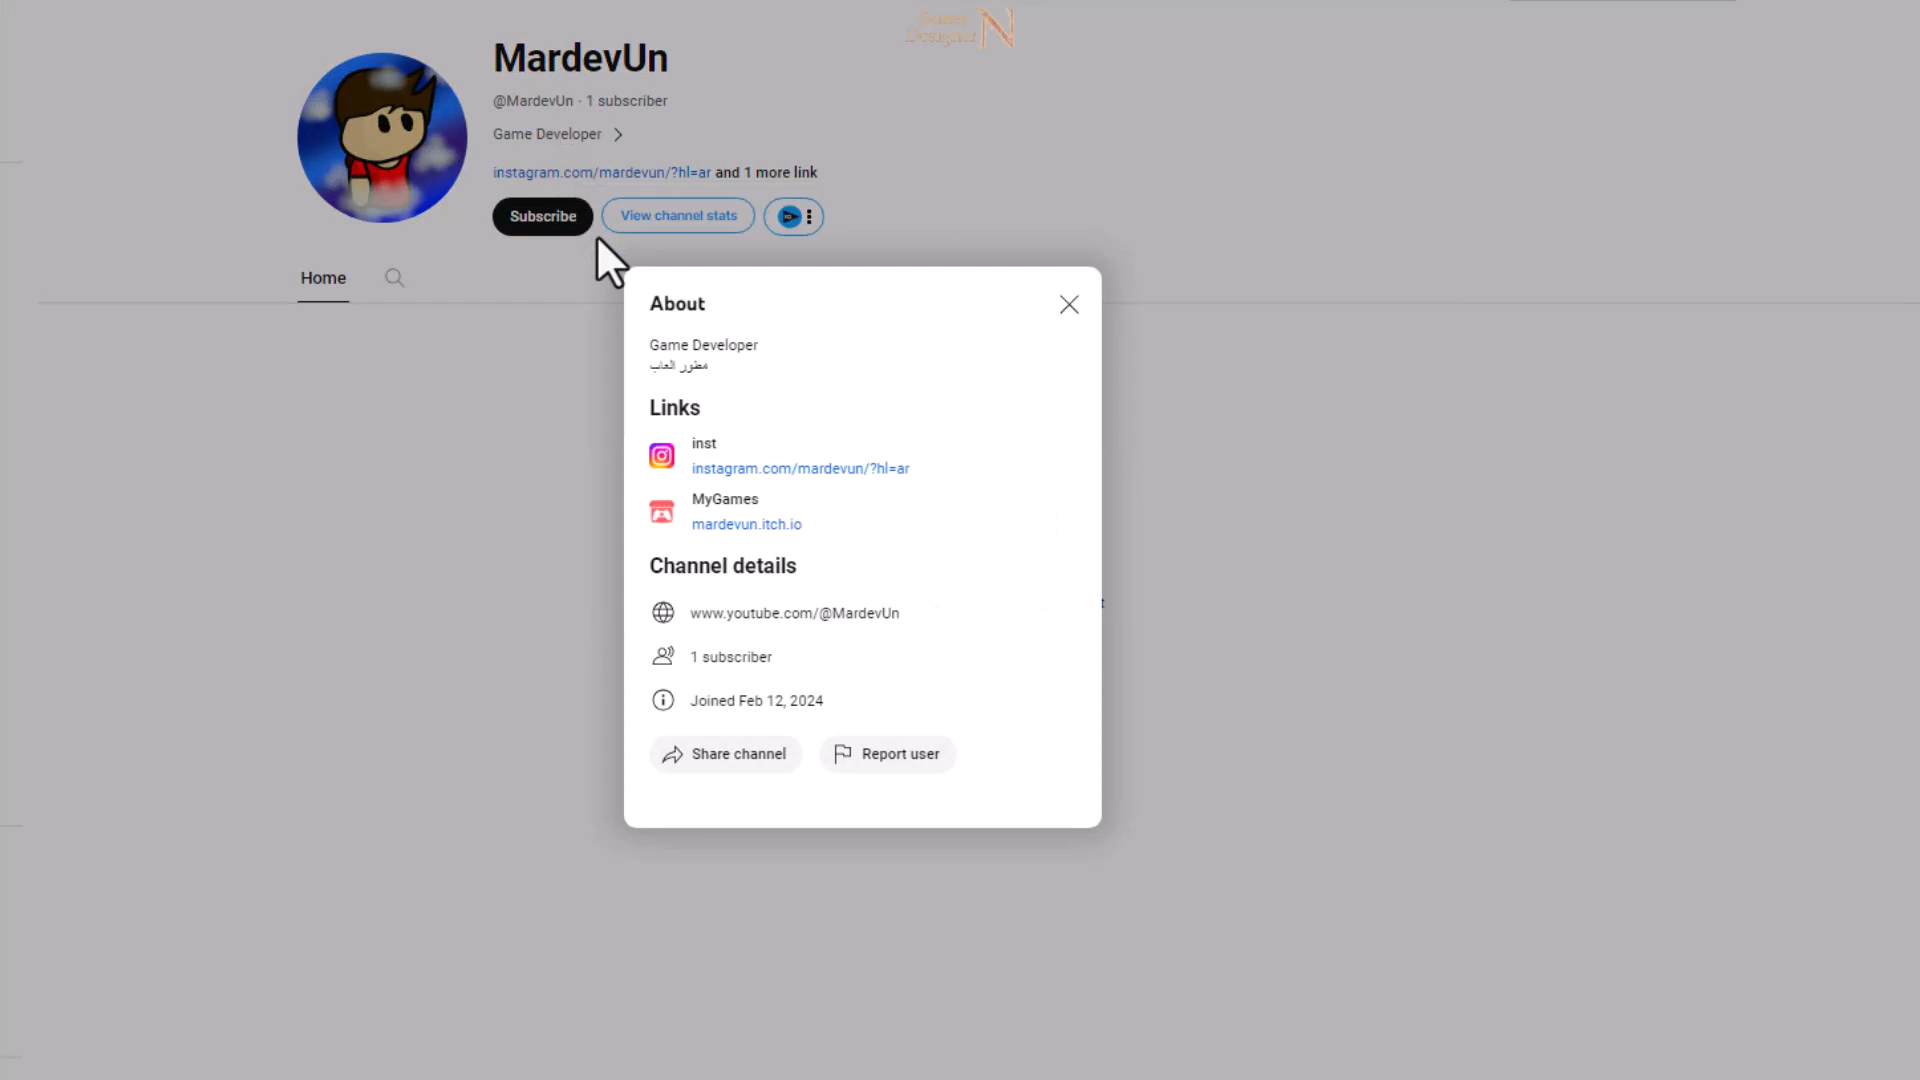 Games
Designer N
MardevUn
@MardevUn · 1 subscriber
Game Developer
instagram.com/mardevun/?hl=ar and 1 more link
Subscribe
View channel stats
Home
About
Game Developer
مطور العاب
Links
inst
instagram.com/mardevun/?hl=ar
MyGames
mardevun.itch.io
Channel details
www.youtube.com/@MardevUn
1 subscriber
Joined Feb 12, 2024
Share channel
Report user